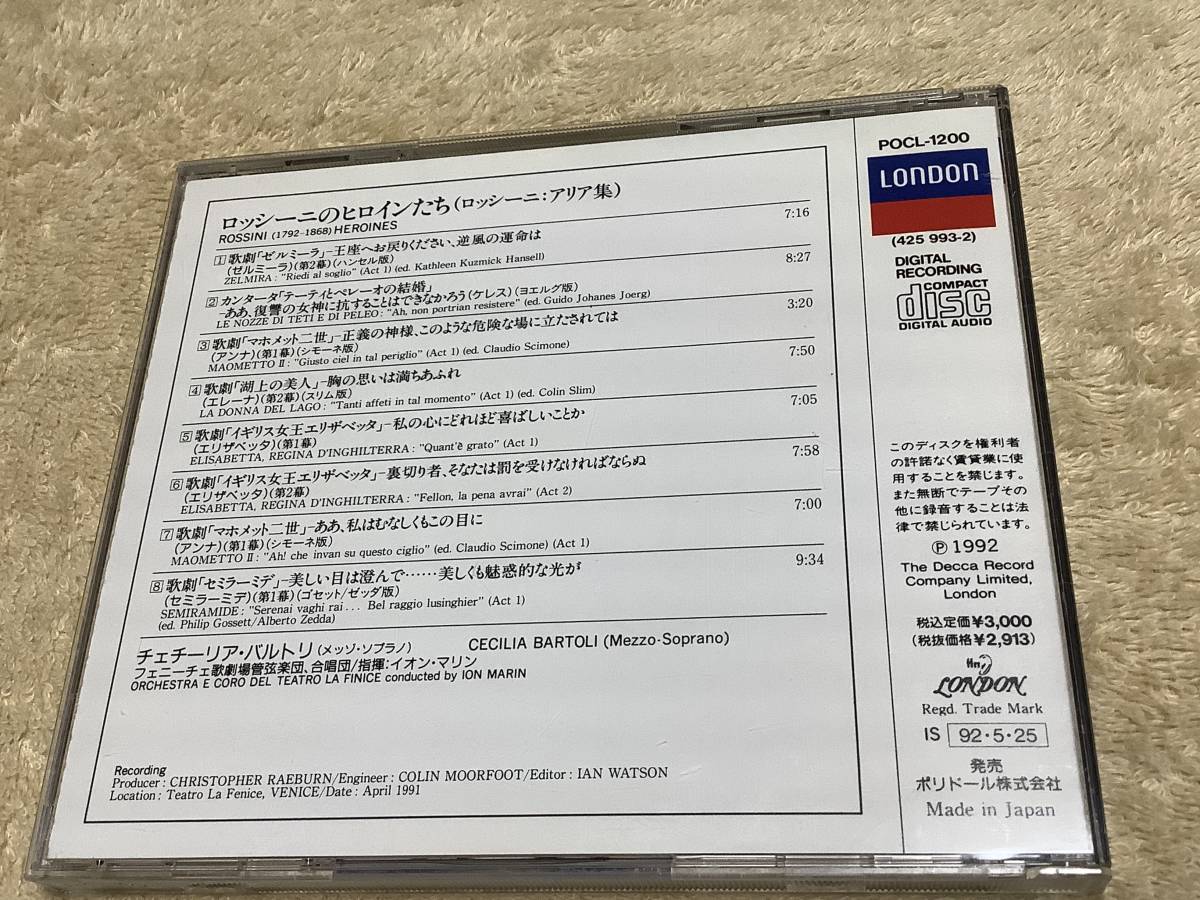 ロッシーニのヒロインたち(ロッシーニ:アリア集)
ROSSINI (1792-1868) HEROINES
1 歌劇「ゼルミーラ」-王座へお戻りください、逆風の運命は 7:16
(ゼルミーラ)(第2幕)(ハンセル版)
ZELMIRA: "Riedi al soglio" (Act 1) (ed. Kathleen Kuzmick Hansell)
2 カンタータ「テーティとペレーオの結婚」 8:27
-ああ、復讐の女神に抗することはできなかろう(ケレス)(ヨエルグ版)
LE NOZZE DI TETI E DI PELEO: "Ah, non portrian resistere" (ed. Guido Johanes Joerg)
3 歌劇「マホメット二世」-正義の神様、このような危険な場に立たされては 3:20
(アンナ)(第1幕)(シモーネ版)
MAOMETTO II: "Giusto ciel in tal periglio" (Act 1) (ed. Claudio Scimone)
4 歌劇「湖上の美人」-胸の思いは満ちあふれ 7:50
(エレーナ)(第2幕)(スリム版)
LA DONNA DEL LAGO: "Tanti affeti in tal momento" (Act 1) (ed. Colin Slim)
5 歌劇「イギリス女王エリザベッタ」-私の心にどれほど喜ばしいことか 7:05
(エリザベッタ)(第1幕)
ELISABETTA, REGINA D'INGHILTERRA: "Quant'è grato" (Act 1)
6 歌劇「イギリス女王エリザベッタ」-裏切り者、そなたは罰を受けなければならぬ 7:58
(エリザベッタ)(第2幕)
ELISABETTA, REGINA D'INGHILTERRA: "Fellon, la pena avrai" (Act 2)
7 歌劇「マホメット二世」-ああ、私はむなしくもこの目に 7:00
(アンナ)(第1幕)(シモーネ版)
MAOMETTO II: "Ah! che invan su questo ciglio" (ed. Claudio Scimone) (Act 1)
8 歌劇「セミラーミデ」-美しい目は澄んで……美しくも魅惑的な光が 9:34
(セミラーミデ)(第1幕)(ゴセット/ゼッダ版)
SEMIRAMIDE: "Serenai vaghi rai... Bel raggio lusinghier" (Act 1)
(ed. Philip Gossett/Alberto Zedda)
チェチーリア・バルトリ(メッゾ・ソプラノ) CECILIA BARTOLI (Mezzo-Soprano)
フェニーチェ歌劇場管弦楽団、合唱団/指揮:イオン・マリン
ORCHESTRA E CORO DEL TEATRO LA FINICE conducted by ION MARIN
Recording
Producer: CHRISTOPHER RAEBURN/Engineer: COLIN MOORFOOT/Editor: IAN WATSON
Location: Teatro La Fenice, VENICE/Date: April 1991
POCL-1200
LONDON
(425 993-2)
DIGITAL
RECORDING
COMPACT
disc
DIGITAL AUDIO
このディスクを権利者
の許諾なく賃貸業に使
用することを禁じます。
また無断でテープその
他に録音することは法
律で禁じられています。
Ⓟ 1992
The Decca Record
Company Limited,
London
税込定価¥3,000
(税抜価格¥2,913)
LONDON
Regd. Trade Mark
IS 92・5・25
発売
ポリドール株式会社
Made in Japan